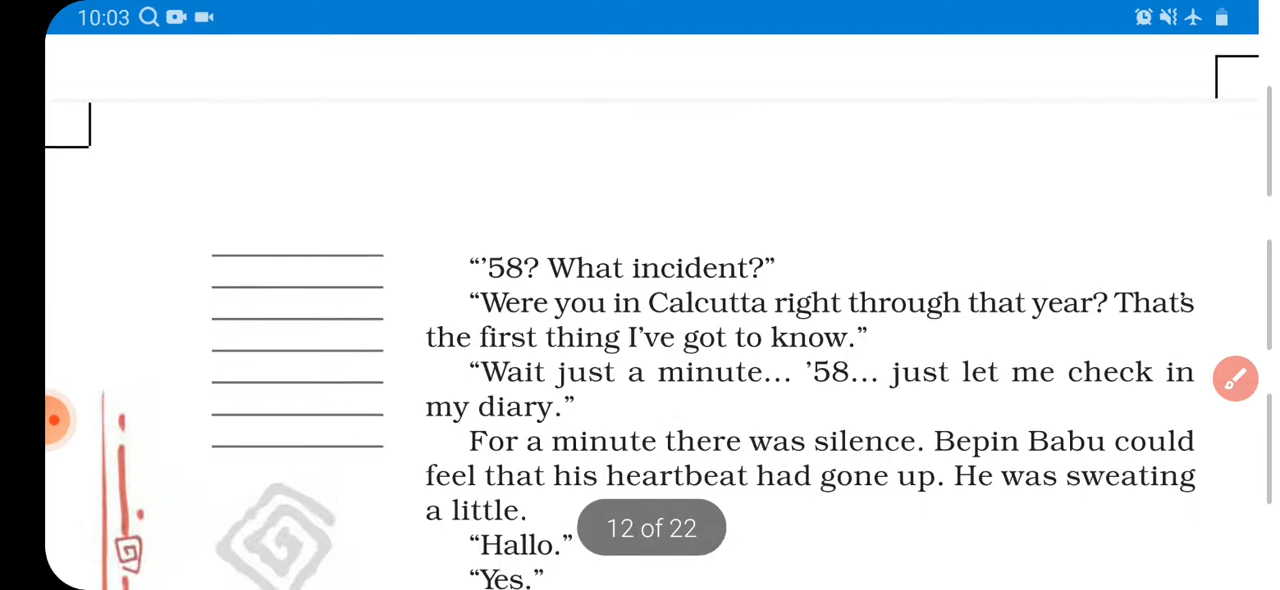 10:03
“’58? What incident?”
“Were you in Calcutta right through that year? That’s
the first thing I’ve got to know.”
“Wait just a minute... ’58... just let me check in
my diary.”
For a minute there was silence. Bepin Babu could
feel that his heartbeat had gone up. He was sweating
a little.
12 of 22
“Hallo.”
“Yes.”